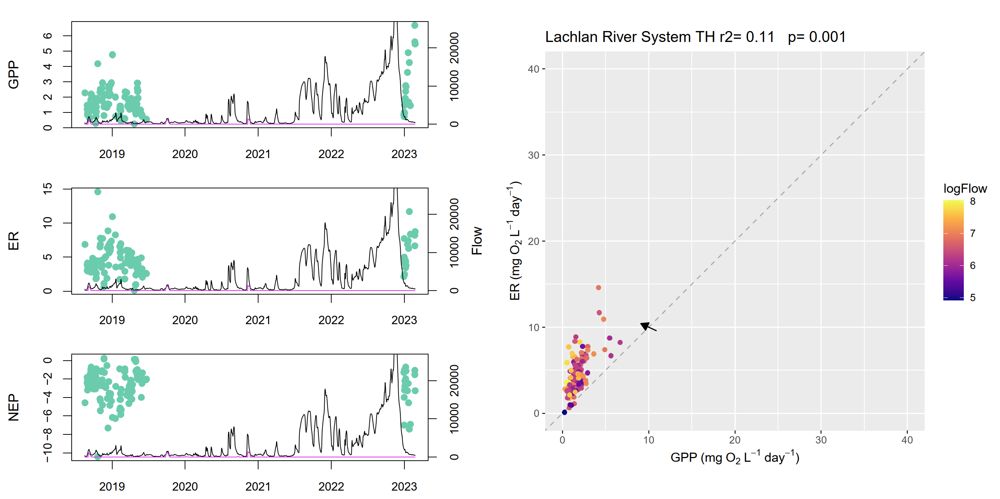 GPP
0 1 2 3 4 5 6
0 10000 20000
2019 2020 2021 2022 2023
ER
0 5 10 15
0 10000 20000
Flow
2019 2020 2021 2022 2023
NEP
−10 −8 −6 −4 −2 0
0 10000 20000
2019 2020 2021 2022 2023
Lachlan River System TH r2= 0.11 p= 0.001
40
30
20
10
0
ER (mg O₂ L⁻¹ day⁻¹)
0 10 20 30 40
GPP (mg O₂ L⁻¹ day⁻¹)
logFlow
8
7
6
5